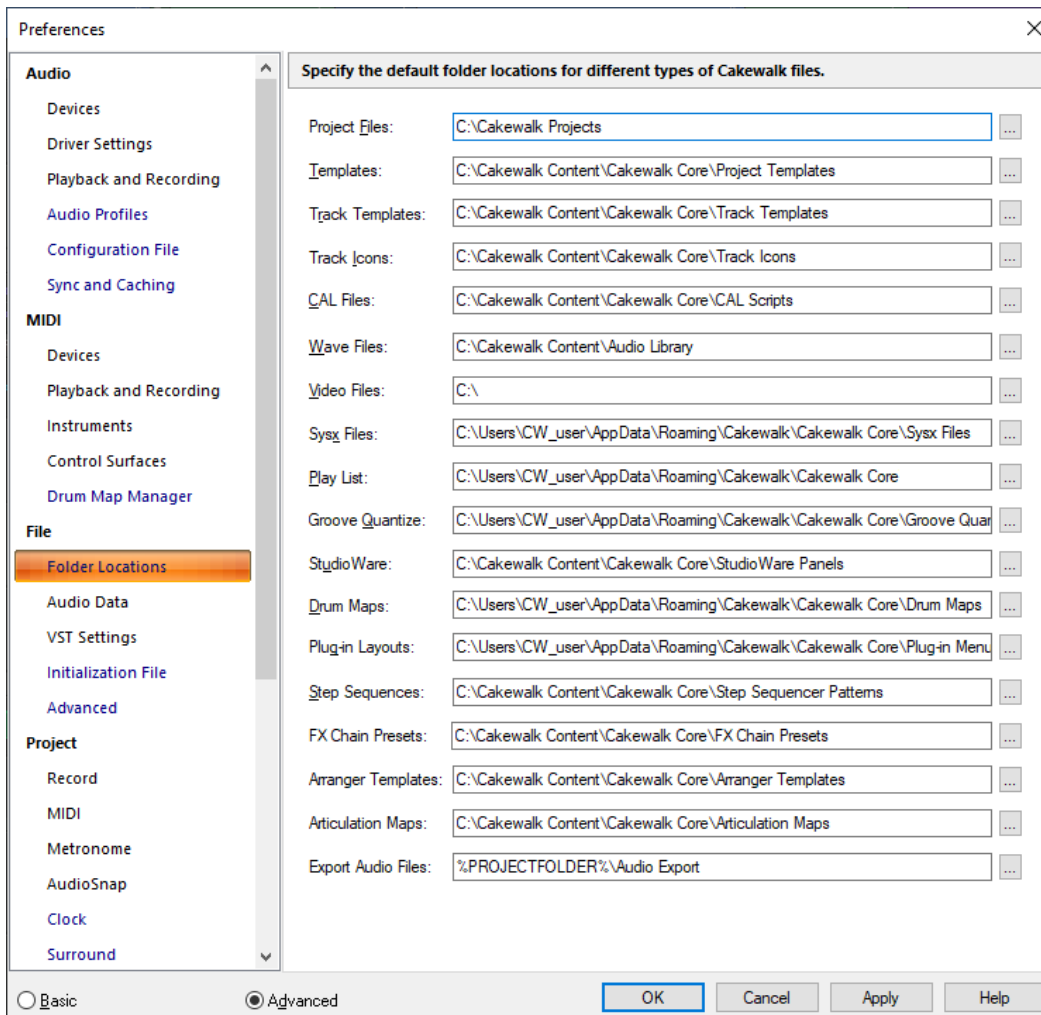 Preferences
Audio
Devices
Driver Settings
Playback and Recording
Audio Profiles
Configuration File
Sync and Caching
MIDI
Devices
Playback and Recording
Instruments
Control Surfaces
Drum Map Manager
File
Folder Locations
Audio Data
VST Settings
Initialization File
Advanced
Project
Record
MIDI
Metronome
AudioSnap
Clock
Surround
Specify the default folder locations for different types of Cakewalk files.
Project Files: C:\Cakewalk Projects ...
Templates: C:\Cakewalk Content\Cakewalk Core\Project Templates ...
Track Templates: C:\Cakewalk Content\Cakewalk Core\Track Templates ...
Track Icons: C:\Cakewalk Content\Cakewalk Core\Track Icons ...
CAL Files: C:\Cakewalk Content\Cakewalk Core\CAL Scripts ...
Wave Files: C:\Cakewalk Content\Audio Library ...
Video Files: C:\ ...
Sysx Files: C:\Users\CW_user\AppData\Roaming\Cakewalk\Cakewalk Core\Sysx Files ...
Play List: C:\Users\CW_user\AppData\Roaming\Cakewalk\Cakewalk Core ...
Groove Quantize: C:\Users\CW_user\AppData\Roaming\Cakewalk\Cakewalk Core\Groove Quar ...
StudioWare: C:\Cakewalk Content\Cakewalk Core\StudioWare Panels ...
Drum Maps: C:\Users\CW_user\AppData\Roaming\Cakewalk\Cakewalk Core\Drum Maps ...
Plug-in Layouts: C:\Users\CW_user\AppData\Roaming\Cakewalk\Cakewalk Core\Plug-in Menu ...
Step Sequences: C:\Cakewalk Content\Cakewalk Core\Step Sequencer Patterns ...
FX Chain Presets: C:\Cakewalk Content\Cakewalk Core\FX Chain Presets ...
Arranger Templates: C:\Cakewalk Content\Cakewalk Core\Arranger Templates ...
Articulation Maps: C:\Cakewalk Content\Cakewalk Core\Articulation Maps ...
Export Audio Files: %PROJECTFOLDER%\Audio Export ...
Basic Advanced OK Cancel Apply Help